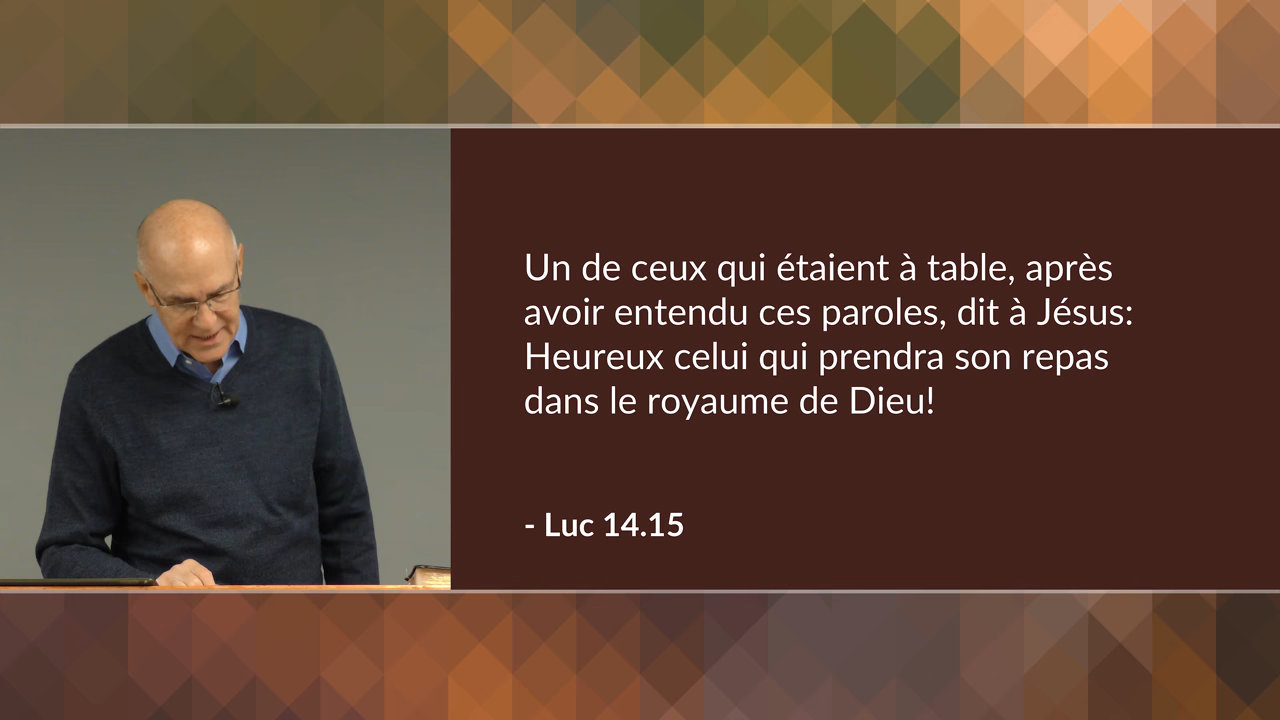 Un de ceux qui étaient à table, après
avoir entendu ces paroles, dit à Jésus:
Heureux celui qui prendra son repas
dans le royaume de Dieu!
- Luc 14.15